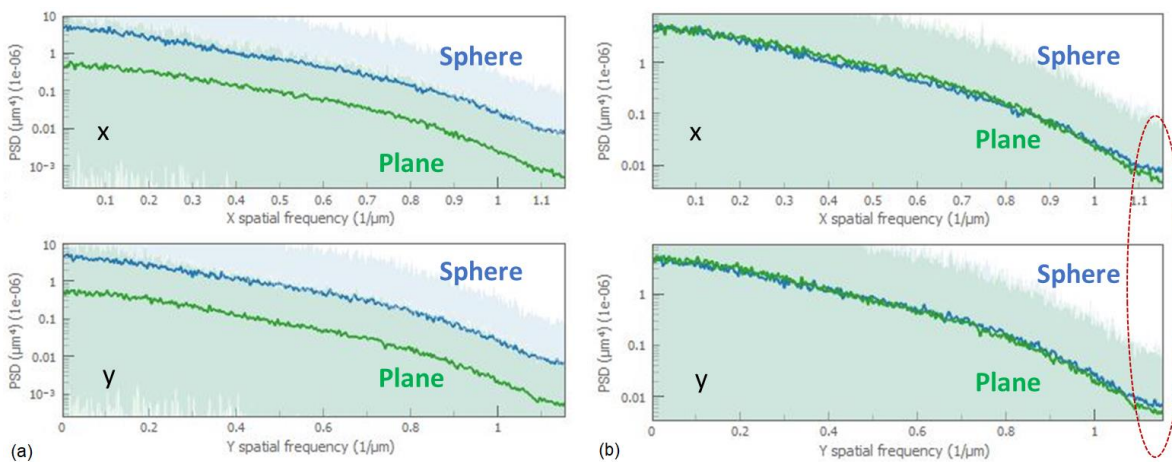 10
1
0.1
0.01
10⁻³
PSD (µm⁴) (1e-06)
Sphere
x
Plane
0.1 0.2 0.3 0.4 0.5 0.6 0.7 0.8 0.9 1 1.1
X spatial frequency (1/µm)
1
0.1
0.01
PSD (µm⁴) (1e-06)
Sphere
x
Plane
0.1 0.2 0.3 0.4 0.5 0.6 0.7 0.8 0.9 1 1.1
X spatial frequency (1/µm)
10
1
0.1
0.01
10⁻³
PSD (µm⁴) (1e-06)
Sphere
y
Plane
0 0.2 0.4 0.6 0.8 1
Y spatial frequency (1/µm)
(a)
1
0.1
0.01
PSD (µm⁴) (1e-06)
Sphere
y
Plane
0 0.2 0.4 0.6 0.8 1
Y spatial frequency (1/µm)
(b)